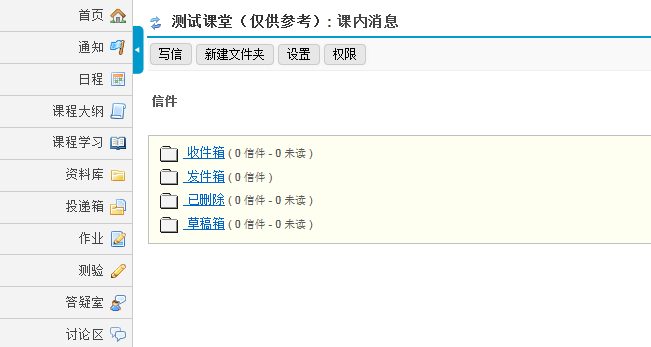 首页
通知
日程
课程大纲
课程学习
资料库
投递箱
作业
测验
答疑室
讨论区
测试课堂（仅供参考）: 课内消息
写信 新建文件夹 设置 权限
信件
收件箱 ( 0 信件 - 0 未读 )
发件箱 ( 0 信件 )
已删除 ( 0 信件 - 0 未读 )
草稿箱 ( 0 信件 - 0 未读 )